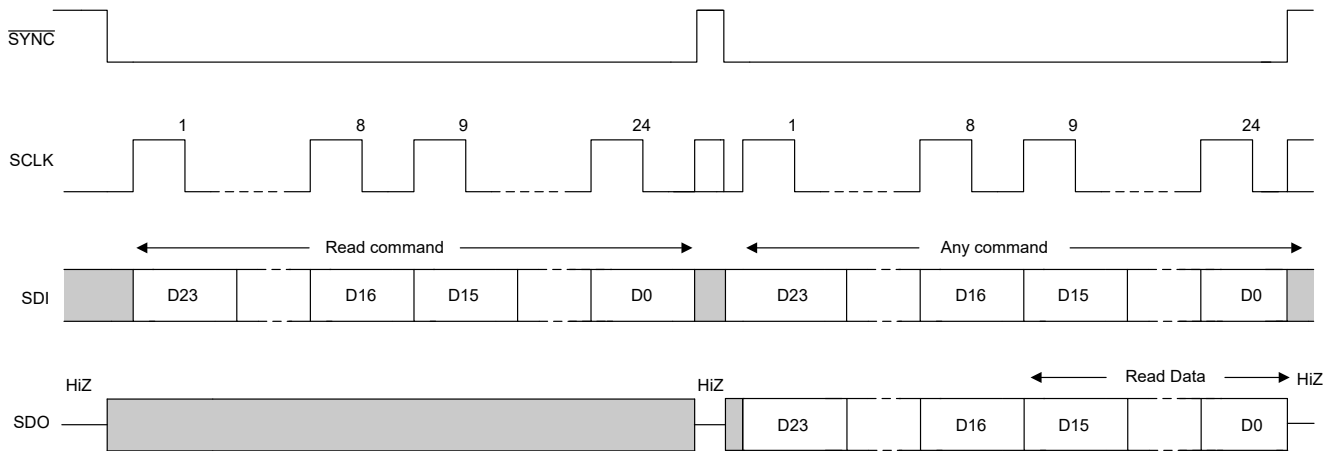 SYNC
1 8 9 24 1 8 9 24
SCLK
Read command Any command
SDI D23 D16 D15 D0 D23 D16 D15 D0
HiZ HiZ Read Data HiZ
SDO D23 D16 D15 D0